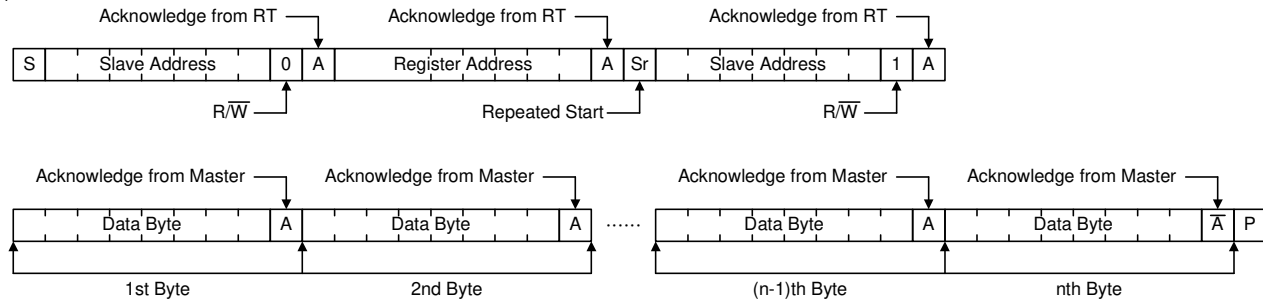 Acknowledge from RT Acknowledge from RT Acknowledge from RT
S Slave Address 0 A Register Address A Sr Slave Address 1 A
R/W̅ Repeated Start R/W̅
Acknowledge from Master Acknowledge from Master Acknowledge from Master Acknowledge from Master
Data Byte A Data Byte A ...... Data Byte A Data Byte A̅ P
1st Byte 2nd Byte (n-1)th Byte nth Byte